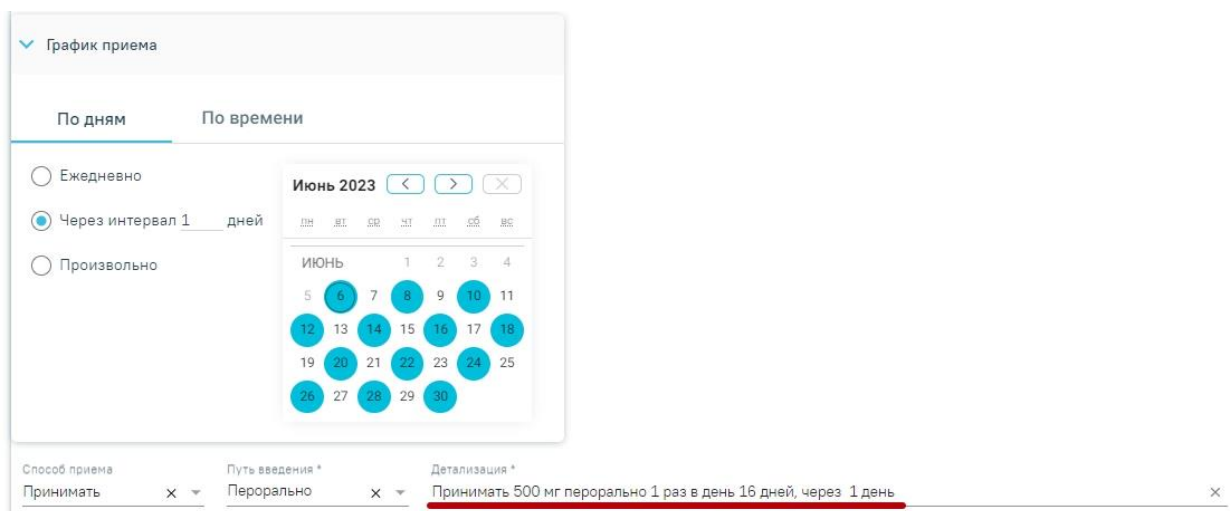 График приема
По дням По времени
Ежедневно
Через интервал 1 дней
Произвольно
Июнь 2023
пн вт ср чт пт сб вс
ИЮНЬ 1 2 3 4
5 6 7 8 9 10 11
12 13 14 15 16 17 18
19 20 21 22 23 24 25
26 27 28 29 30
Способ приема Путь введения * Детализация *
Принимать Перорально Принимать 500 мг перорально 1 раз в день 16 дней, через 1 день